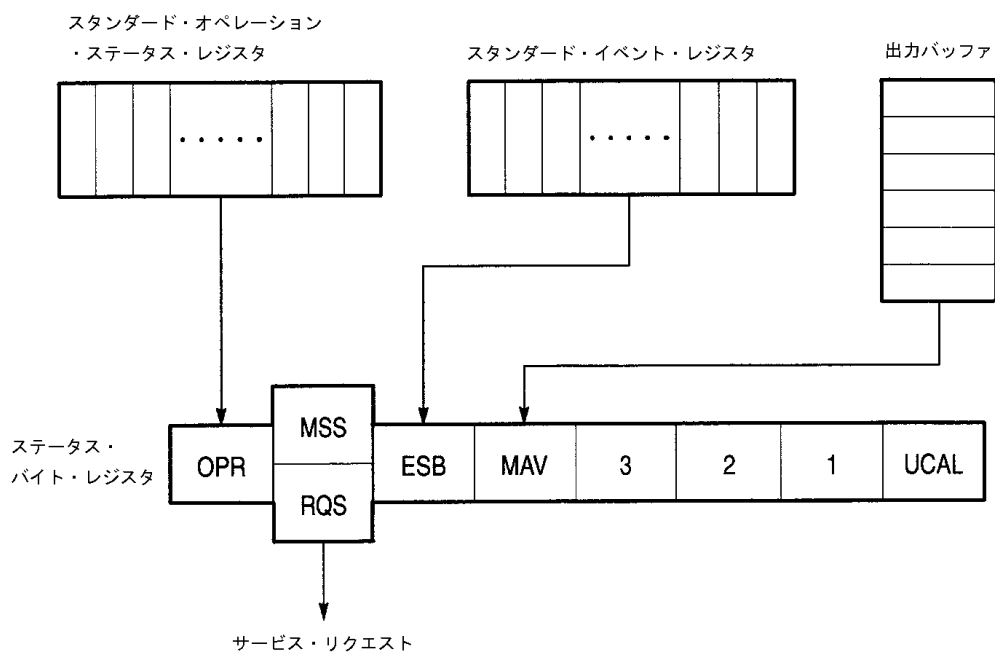 スタンダード・オペレーション
・ステータス・レジスタ
スタンダード・イベント・レジスタ
出力バッファ
ステータス・
バイト・レジスタ
OPR
MSS
RQS
ESB
MAV
3
2
1
UCAL
サービス・リクエスト